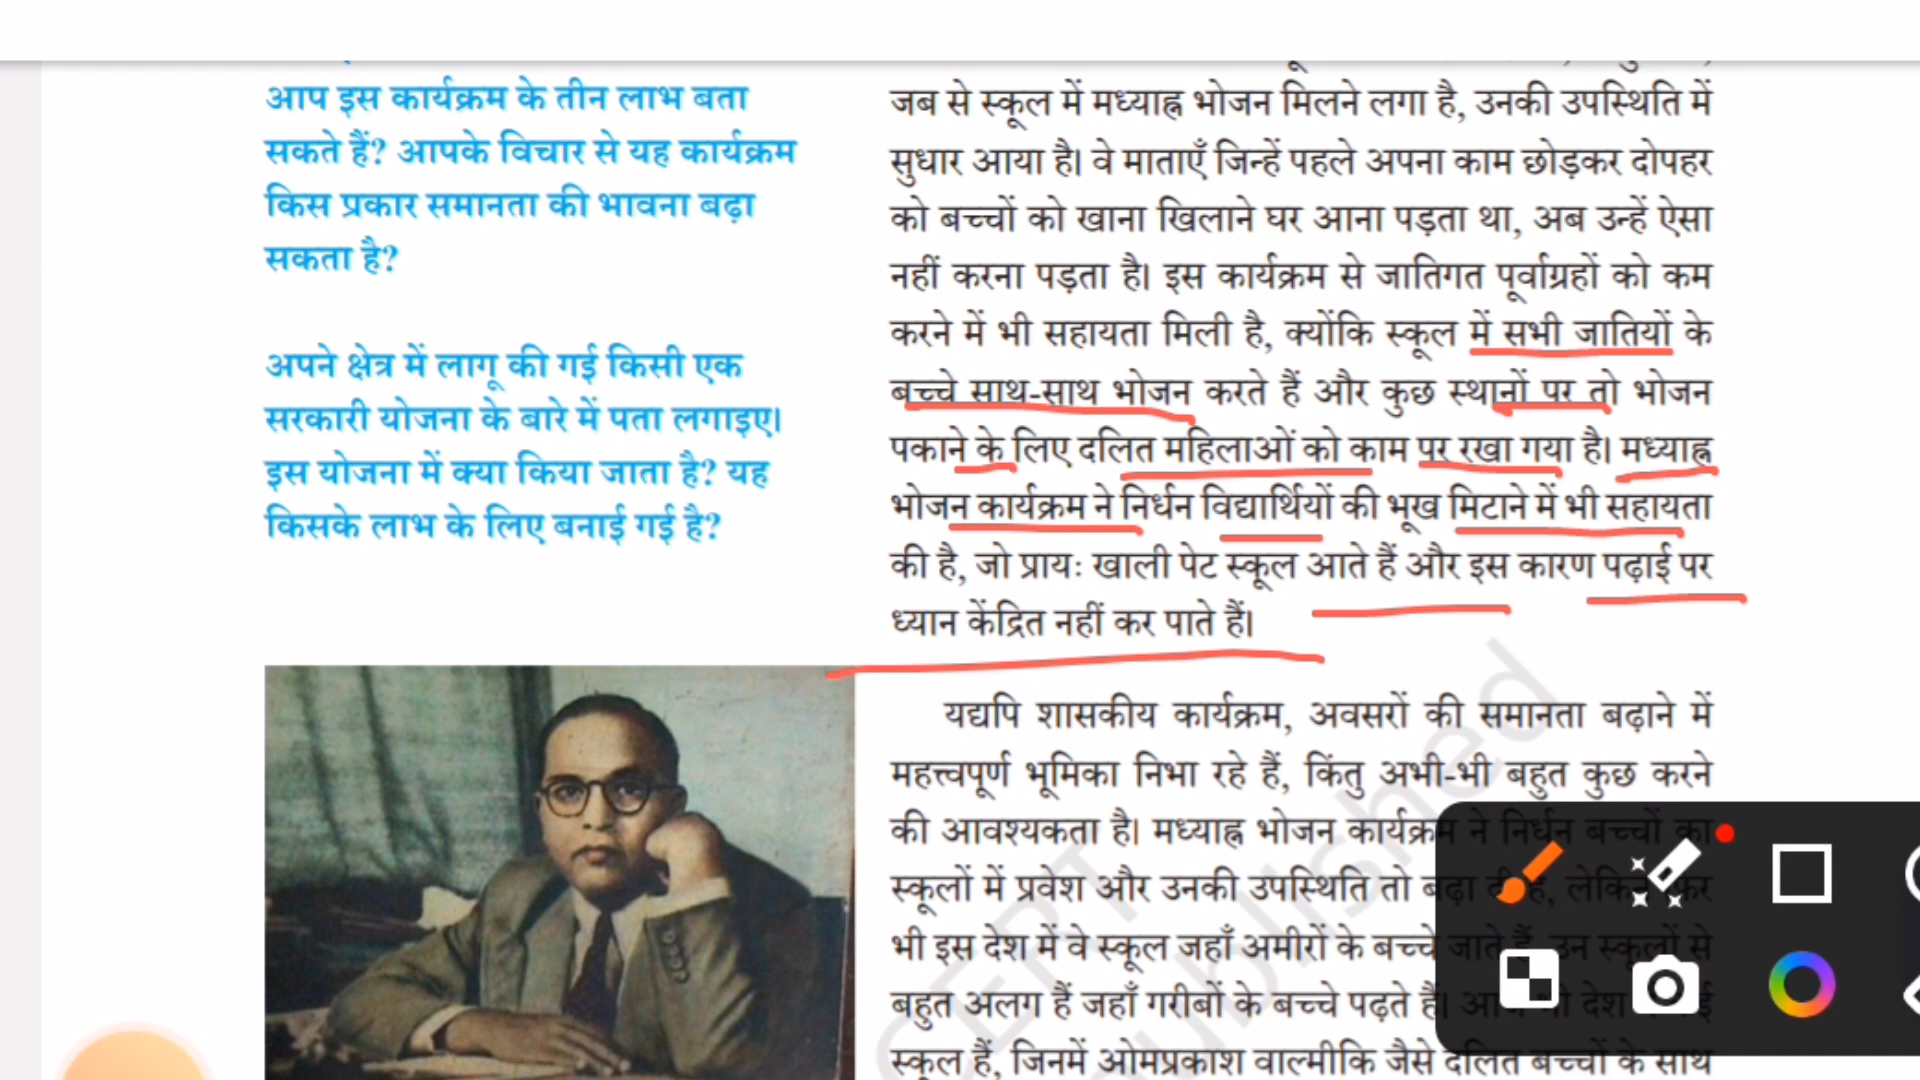 आप इस कार्यक्रम के तीन लाभ बता
सकते हैं? आपके विचार से यह कार्यक्रम
किस प्रकार समानता की भावना बढ़ा
सकता है?
अपने क्षेत्र में लागू की गई किसी एक
सरकारी योजना के बारे में पता लगाइए।
इस योजना में क्या किया जाता है? यह
किसके लाभ के लिए बनाई गई है?
जब से स्कूल में मध्याह्न भोजन मिलने लगा है, उनकी उपस्थिति में
सुधार आया है। वे माताएँ जिन्हें पहले अपना काम छोड़कर दोपहर
को बच्चों को खाना खिलाने घर आना पड़ता था, अब उन्हें ऐसा
नहीं करना पड़ता है। इस कार्यक्रम से जातिगत पूर्वाग्रहों को कम
करने में भी सहायता मिली है, क्योंकि स्कूल में सभी जातियों के
बच्चे साथ-साथ भोजन करते हैं और कुछ स्थानों पर तो भोजन
पकाने के लिए दलित महिलाओं को काम पर रखा गया है। मध्याह्न
भोजन कार्यक्रम ने निर्धन विद्यार्थियों की भूख मिटाने में भी सहायता
की है, जो प्रायः खाली पेट स्कूल आते हैं और इस कारण पढ़ाई पर
ध्यान केंद्रित नहीं कर पाते हैं।
यद्यपि शासकीय कार्यक्रम, अवसरों की समानता बढ़ाने में
महत्त्वपूर्ण भूमिका निभा रहे हैं, किंतु अभी-भी बहुत कुछ करने
की आवश्यकता है। मध्याह्न भोजन कार्यक्रम ने निर्धन बच्चों का
स्कूलों में प्रवेश और उनकी उपस्थिति तो बढ़ा दी है, लेकिन फिर
भी इस देश में वे स्कूल जहाँ अमीरों के बच्चे जाते हैं, उन स्कूलों से
बहुत अलग हैं जहाँ गरीबों के बच्चे पढ़ते हैं। देश
स्कूल हैं, जिनमें ओमप्रकाश वाल्मीकि जैसे दलित बच्चों के साथ